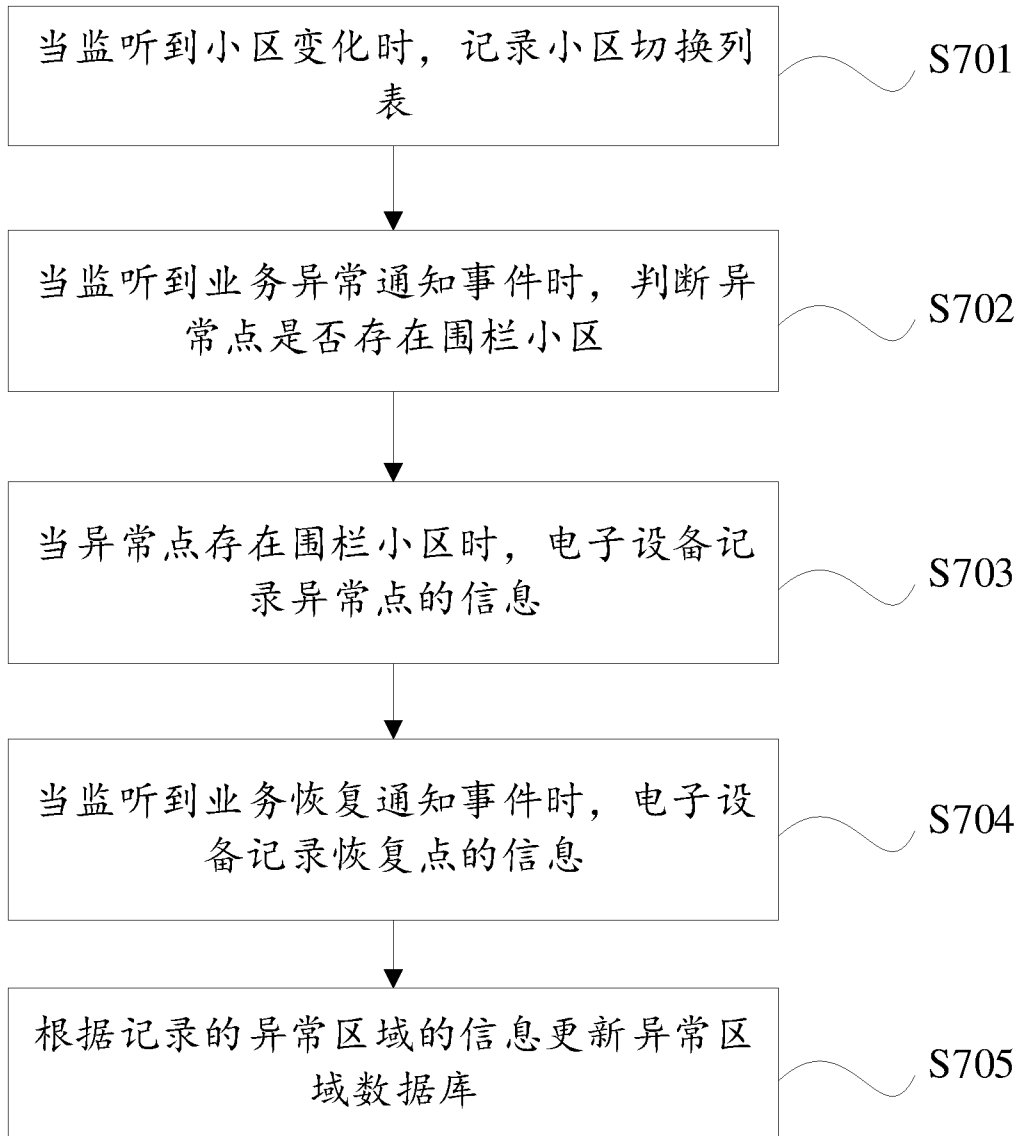 当监听到小区变化时，记录小区切换列
表
S701
当监听到业务异常通知事件时，判断异
常点是否存在围栏小区
S702
当异常点存在围栏小区时，电子设备记
录异常点的信息
S703
当监听到业务恢复通知事件时，电子设
备记录恢复点的信息
S704
根据记录的异常区域的信息更新异常区
域数据库
S705